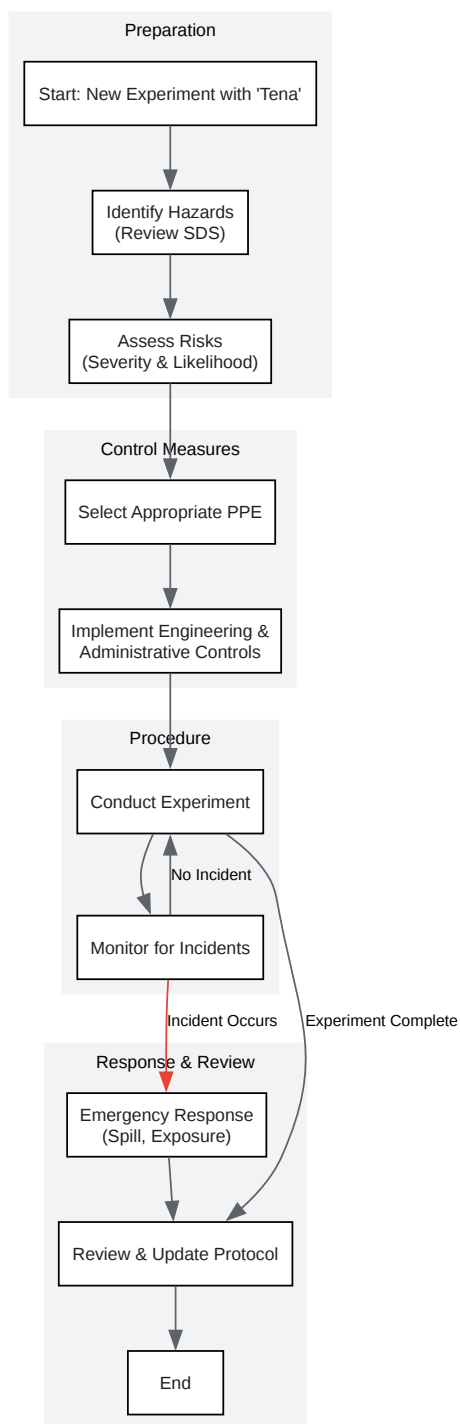 Preparation
Start: New Experiment with 'Tena'
Identify Hazards
(Review SDS)
Assess Risks
(Severity & Likelihood)
Control Measures
Select Appropriate PPE
Implement Engineering &
Administrative Controls
Procedure
Conduct Experiment
No Incident
Monitor for Incidents
Incident Occurs
Experiment Complete
Response & Review
Emergency Response
(Spill, Exposure)
Review & Update Protocol
End